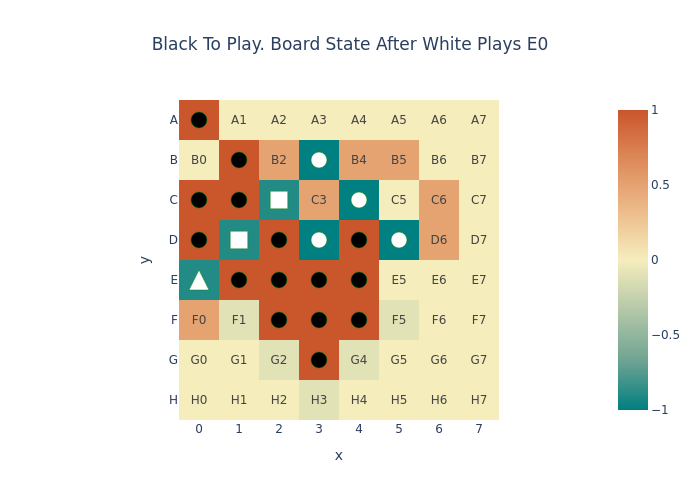 Black To Play. Board State After White Plays E0
A A1 A2 A3 A4 A5 A6 A7
B B0 B2 B4 B5 B6 B7
C C3 C5 C6 C7
D D6 D7
E E5 E6 E7
F F0 F1 F5 F6 F7
G G0 G1 G2 G4 G5 G6 G7
H H0 H1 H2 H3 H4 H5 H6 H7
0 1 2 3 4 5 6 7
x
y
1
0.5
0
−0.5
−1